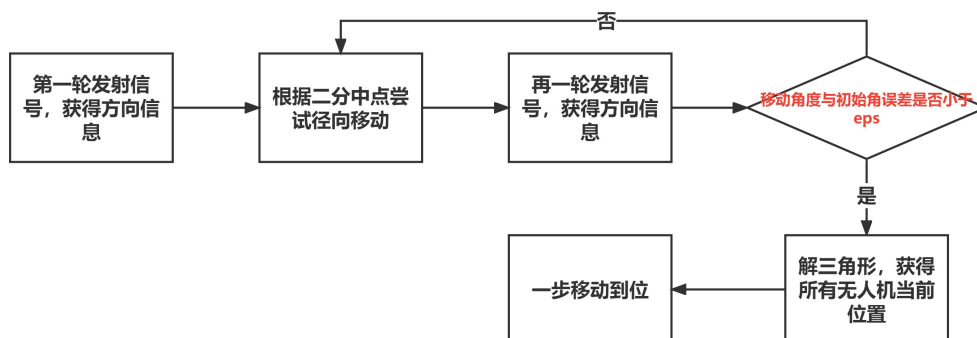 否
第一轮发射信
号，获得方向信
息
根据二分中点尝
试径向移动
再一轮发射信
号，获得方向信
息
移动角度与初始角误差是否小于
eps
是
解三角形，获得
所有无人机当前
位置
一步移动到位